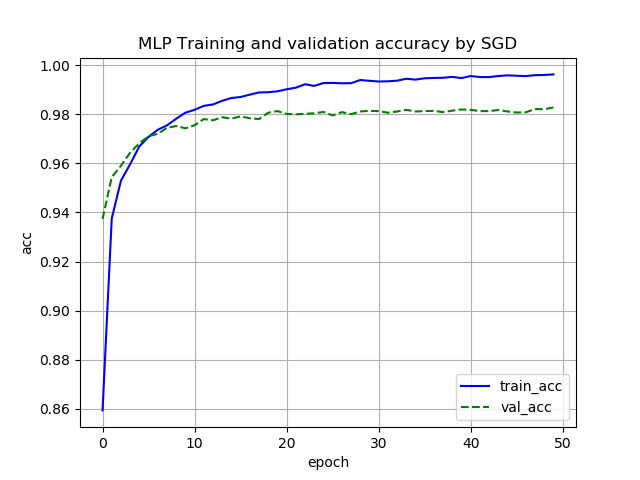 MLP Training and validation accuracy by SGD
1.00
0.98
0.96
0.94
0.92
0.90
0.88
0.86
acc
0 10 20 30 40 50
epoch
train_acc
val_acc